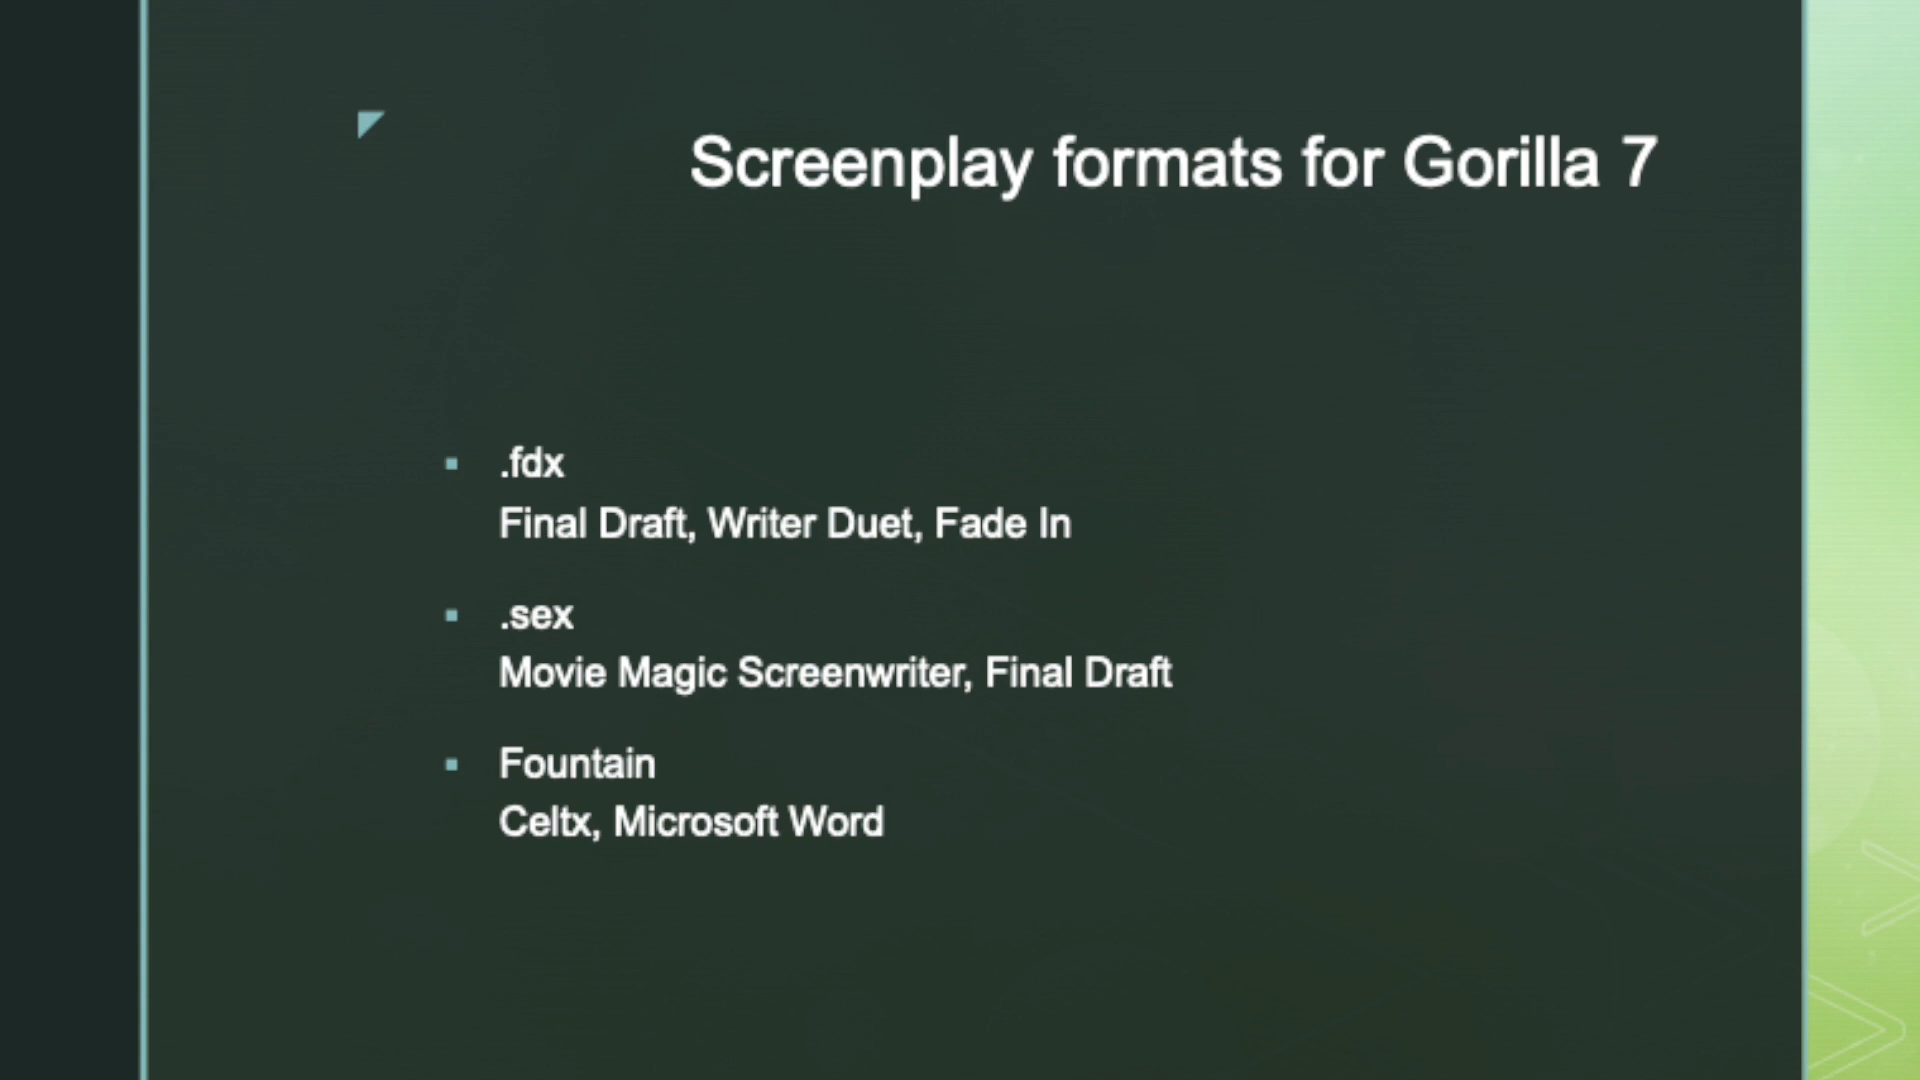 Screenplay formats for Gorilla 7
.fdx
Final Draft, Writer Duet, Fade In
.sex
Movie Magic Screenwriter, Final Draft
Fountain
Celtx, Microsoft Word